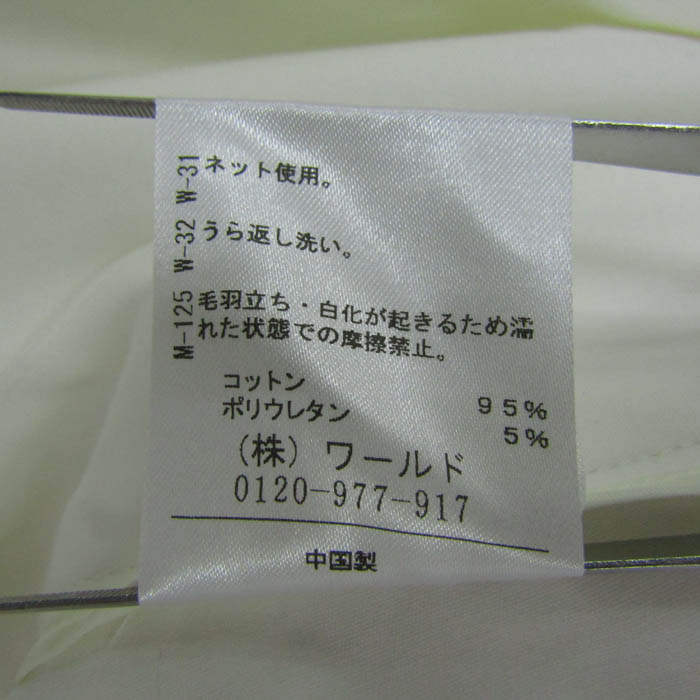 W-31 ネット使用。
W-32 うら返し洗い。
M-125 毛羽立ち・白化が起きるため濡
れた状態での摩擦禁止。
コットン 95%
ポリウレタン 5%
(株)ワールド
0120-977-917
中国製